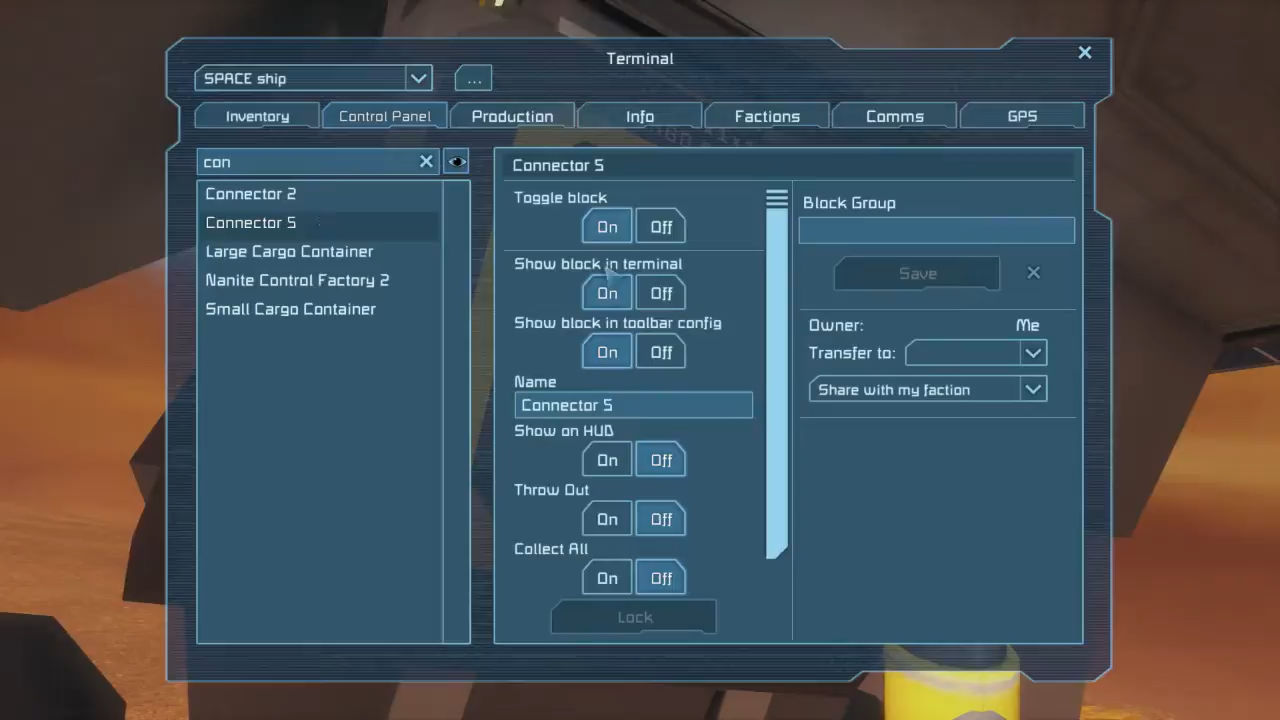 Terminal
SPACE ship
...
Inventory
Control Panel
Production
Info
Factions
Comms
GPS
con
Connector 2
Connector 5
Large Cargo Container
Nanite Control Factory 2
Small Cargo Container
Connector 5
Toggle block
On Off
Show block in terminal
On Off
Show block in toolbar config
On Off
Name
Connector 5
Show on HUD
On Off
Throw Out
On Off
Collect All
On Off
Lock
Block Group
Save
Owner: Me
Transfer to:
Share with my faction